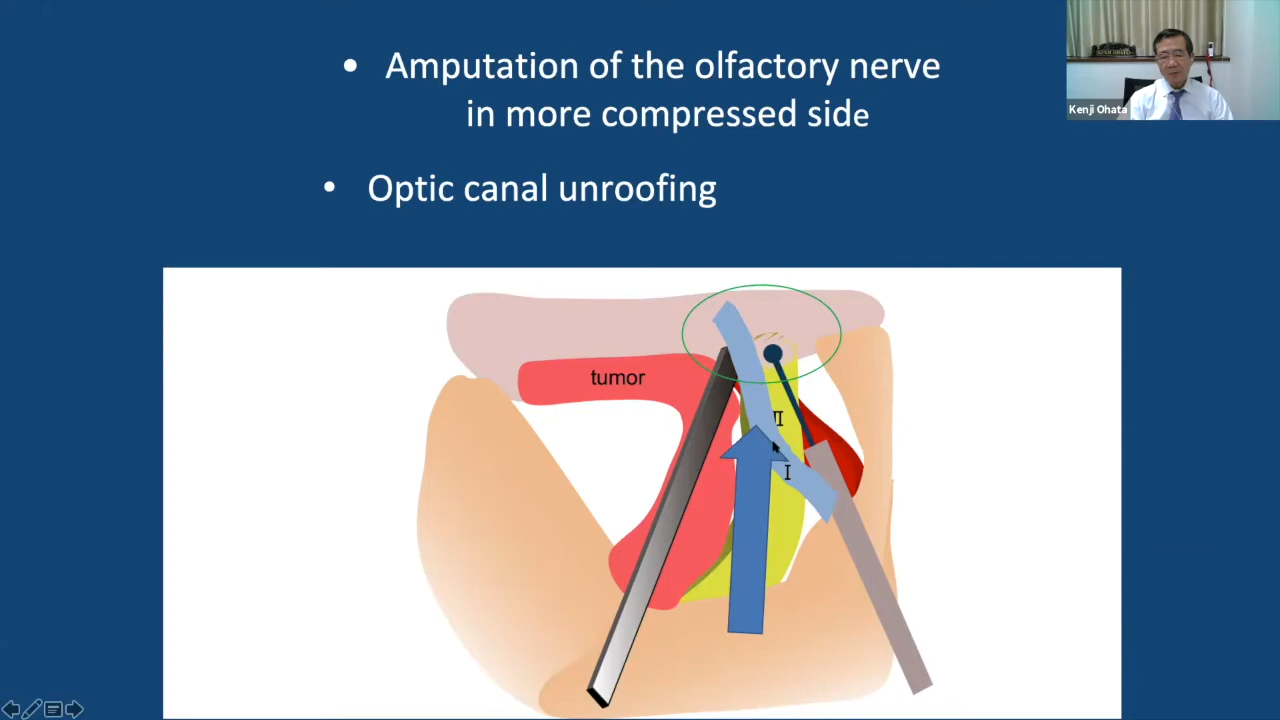 • Amputation of the olfactory nerve
in more compressed side
• Optic canal unroofing
Kenji Ohata
tumor
II
I